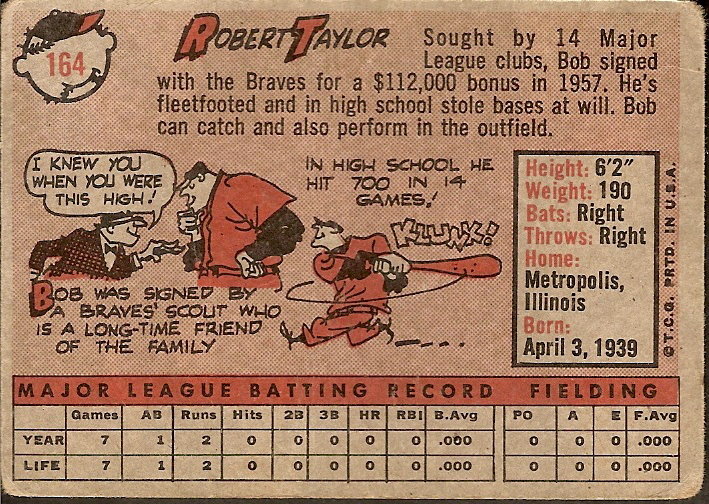 164
ROBERT TAYLOR
Sought by 14 Major
League clubs, Bob signed
with the Braves for a $112,000 bonus in 1957. He's
fleetfooted and in high school stole bases at will. Bob
can catch and also perform in the outfield.
I KNEW YOU
WHEN YOU WERE
THIS HIGH!
BOB WAS SIGNED BY
A BRAVES' SCOUT WHO
IS A LONG-TIME FRIEND
OF THE FAMILY
IN HIGH SCHOOL HE
HIT 700 IN 14
GAMES!
KLUNK!
Height: 6'2"
Weight: 190
Bats: Right
Throws: Right
Home:
Metropolis,
Illinois
Born:
April 3, 1939
© T.C.G. PRTD. IN U.S.A.
MAJOR LEAGUE BATTING RECORD FIELDING
Games AB Runs Hits 2B 3B HR RBI B.Avg PO A E F.Avg
YEAR 7 1 2 0 0 0 0 0 .000 0 0 0 .000
LIFE 7 1 2 0 0 0 0 0 .000 0 0 0 .000